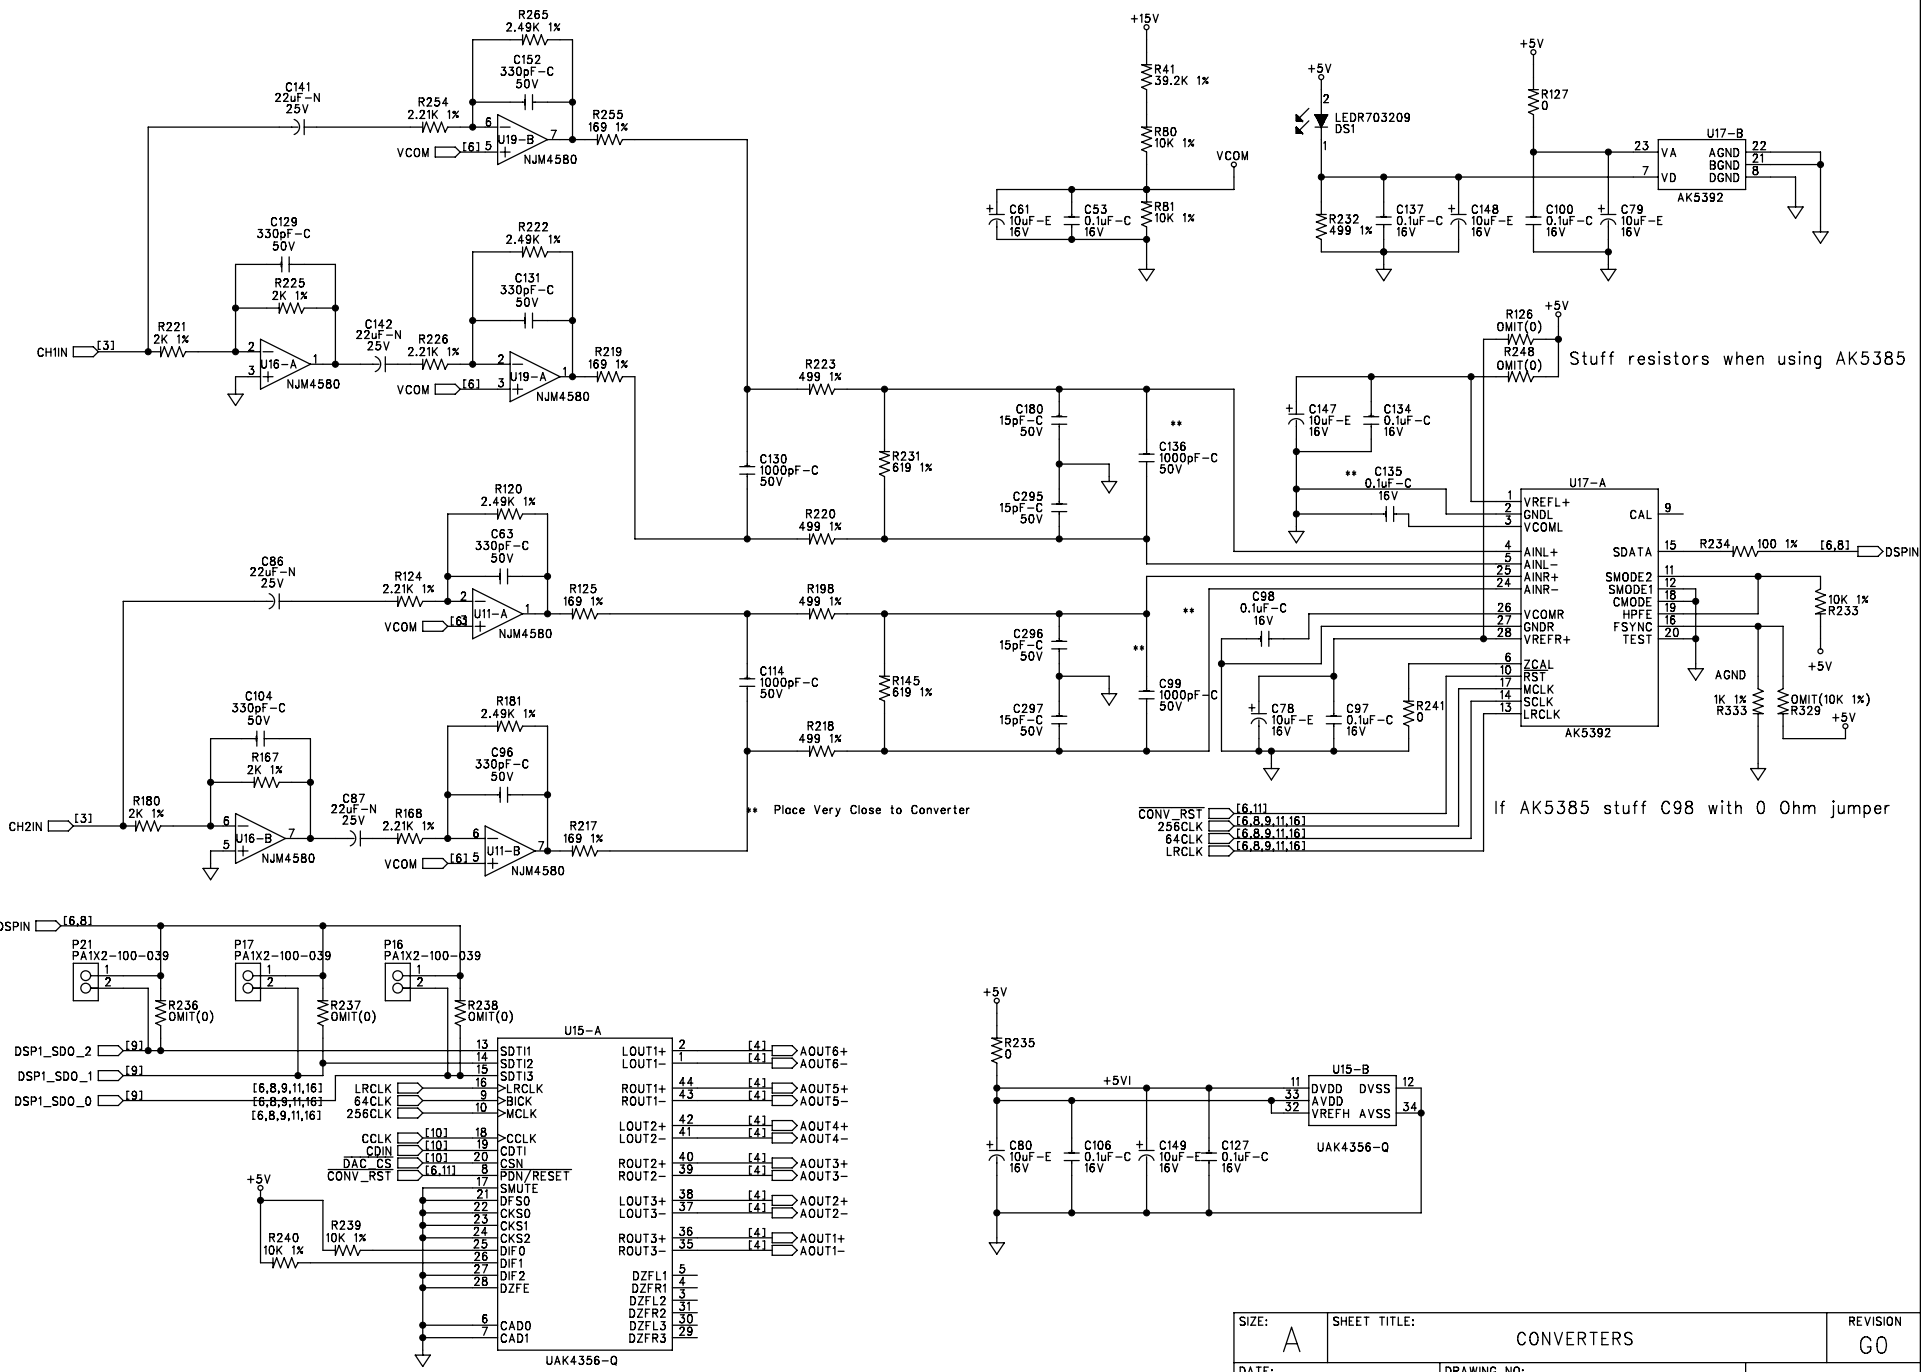 R265
2.49K 1%
C152
330pF-C
50V
C141
22uF-N
25V
R254
2.21K 1%
6
5
7
U19-B
NJM4580
VCOM
[6]
R255
169 1%
C129
330pF-C
50V
R225
2K 1%
R221
2K 1%
CH1IN
[3]
2
3
1
U16-A
NJM4580
C142
22uF-N
25V
R226
2.21K 1%
R222
2.49K 1%
C131
330pF-C
50V
2
3
1
U19-A
NJM4580
VCOM
[6]
R219
169 1%
+15V
R41
39.2K 1%
R80
10K 1%
VCOM
R81
10K 1%
C61
10uF-E
16V
C53
0.1uF-C
16V
+5V
2
LEDR703209
DS1
1
R232
499 1%
C137
0.1uF-C
16V
C148
10uF-E
16V
+5V
R127
0
C100
0.1uF-C
16V
C79
10uF-E
16V
U17-B
23 VA AGND 22
BGND 21
7 VD DGND 8
AK5392
R223
499 1%
C130
1000pF-C
50V
R231
619 1%
C180
15pF-C
50V
C295
15pF-C
50V
**
C136
1000pF-C
50V
R220
499 1%
R126
OMIT(0)
+5V
R248
OMIT(0)
Stuff resistors when using AK5385
C147
10uF-E
16V
C134
0.1uF-C
16V
** C135
0.1uF-C
16V
U17-A
1 VREFL+
2 GNDL
3 VCOML
4 AINL+
5 AINL-
25 AINR+
24 AINR-
26 VCOMR
27 GNDR
28 VREFR+
6 ZCAL
10 RST
17 MCLK
14 SCLK
13 LRCLK
CAL 9
SDATA 15
SMODE2 11
SMODE1 12
CMODE 18
HPFE 19
FSYNC 16
TEST 20
AK5392
R234 100 1%
[6,8]
DSPIN
10K 1%
R233
+5V
AGND
1K 1%
R333
OMIT(10K 1%)
R329
+5V
If AK5385 stuff C98 with 0 Ohm jumper
R120
2.49K 1%
C63
330pF-C
50V
C86
22uF-N
25V
R124
2.21K 1%
2
1
U11-A
NJM4580
VCOM
R125
169 1%
C104
330pF-C
50V
R167
2K 1%
R180
2K 1%
CH2IN
[3]
6
5
7
U16-B
NJM4580
C87
22uF-N
25V
R168
2.21K 1%
R181
2.49K 1%
C96
330pF-C
50V
6
5
7
U11-B
NJM4580
VCOM
[6]
R217
169 1%
R198
499 1%
C114
1000pF-C
50V
R145
619 1%
R218
499 1%
C296
15pF-C
50V
C297
15pF-C
50V
**
**
C99
1000pF-C
50V
C98
0.1uF-C
16V
C78
10uF-E
16V
C97
0.1uF-C
16V
R241
0
** Place Very Close to Converter
CONV_RST [6,11]
256CLK [6,8,9,11,16]
64CLK [6,8,9,11,16]
LRCLK [6,8,9,11,16]
DSPIN [6,8]
P21
PA1X2-100-039
1
2
P17
PA1X2-100-039
1
2
P16
PA1X2-100-039
1
2
R236
OMIT(0)
R237
OMIT(0)
R238
OMIT(0)
DSP1_SDO_2 [9]
DSP1_SDO_1 [9]
DSP1_SDO_0 [9]
[6,8,9,11,16] LRCLK
[6,8,9,11,16] 64CLK
[6,8,9,11,16] 256CLK
CCLK [10]
CDIN [10]
DAC_CS [10]
CONV_RST [6,11]
+5V
R240
10K 1%
R239
10K 1%
U15-A
13 SDTI1
14 SDTI2
15 SDTI3
16 LRCLK
9 BICK
10 MCLK
18 CCLK
19 CDTI
20 CSN
8 PDN/RESET
17 SMUTE
21 DFS0
22 CKS0
23 CKS1
24 CKS2
25 DIF0
26 DIF1
27 DIF2
28 DZFE
6 CAD0
7 CAD1
LOUT1+ 2 [4] AOUT6+
LOUT1- 1 [4] AOUT6-
ROUT1+ 44 [4] AOUT5+
ROUT1- 43 [4] AOUT5-
LOUT2+ 42 [4] AOUT4+
LOUT2- 41 [4] AOUT4-
ROUT2+ 40 [4] AOUT3+
ROUT2- 39 [4] AOUT3-
LOUT3+ 38 [4] AOUT2+
LOUT3- 37 [4] AOUT2-
ROUT3+ 36 [4] AOUT1+
ROUT3- 35 [4] AOUT1-
DZFL1 5
DZFR1 4
DZFL2 3
DZFR2 31
DZFL3 30
DZFR3 29
UAK4356-Q
+5V
R235
0
+5VI
C80
10uF-E
16V
C106
0.1uF-C
16V
C149
10uF-E
16V
C127
0.1uF-C
16V
U15-B
11 DVDD DVSS 12
33 AVDD
32 VREFH AVSS 34
UAK4356-Q
SIZE:
A
SHEET TITLE:
CONVERTERS
REVISION
G0
DATE:
DRAWING NO: